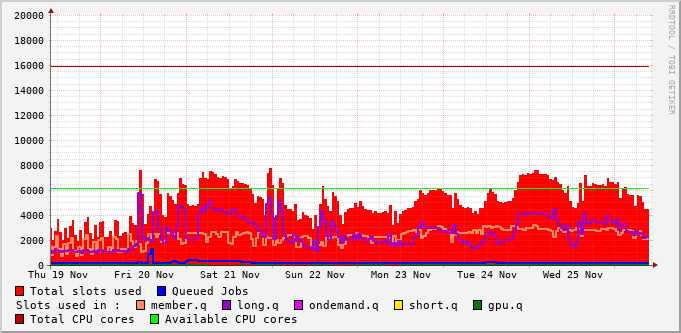 RRDTOOL / TOBI OETIKER
20000
18000
16000
14000
12000
10000
8000
6000
4000
2000
0
Thu 19 Nov Fri 20 Nov Sat 21 Nov Sun 22 Nov Mon 23 Nov Tue 24 Nov Wed 25 Nov
Total slots used Queued Jobs
Slots used in : member.q long.q ondemand.q short.q gpu.q
Total CPU cores Available CPU cores